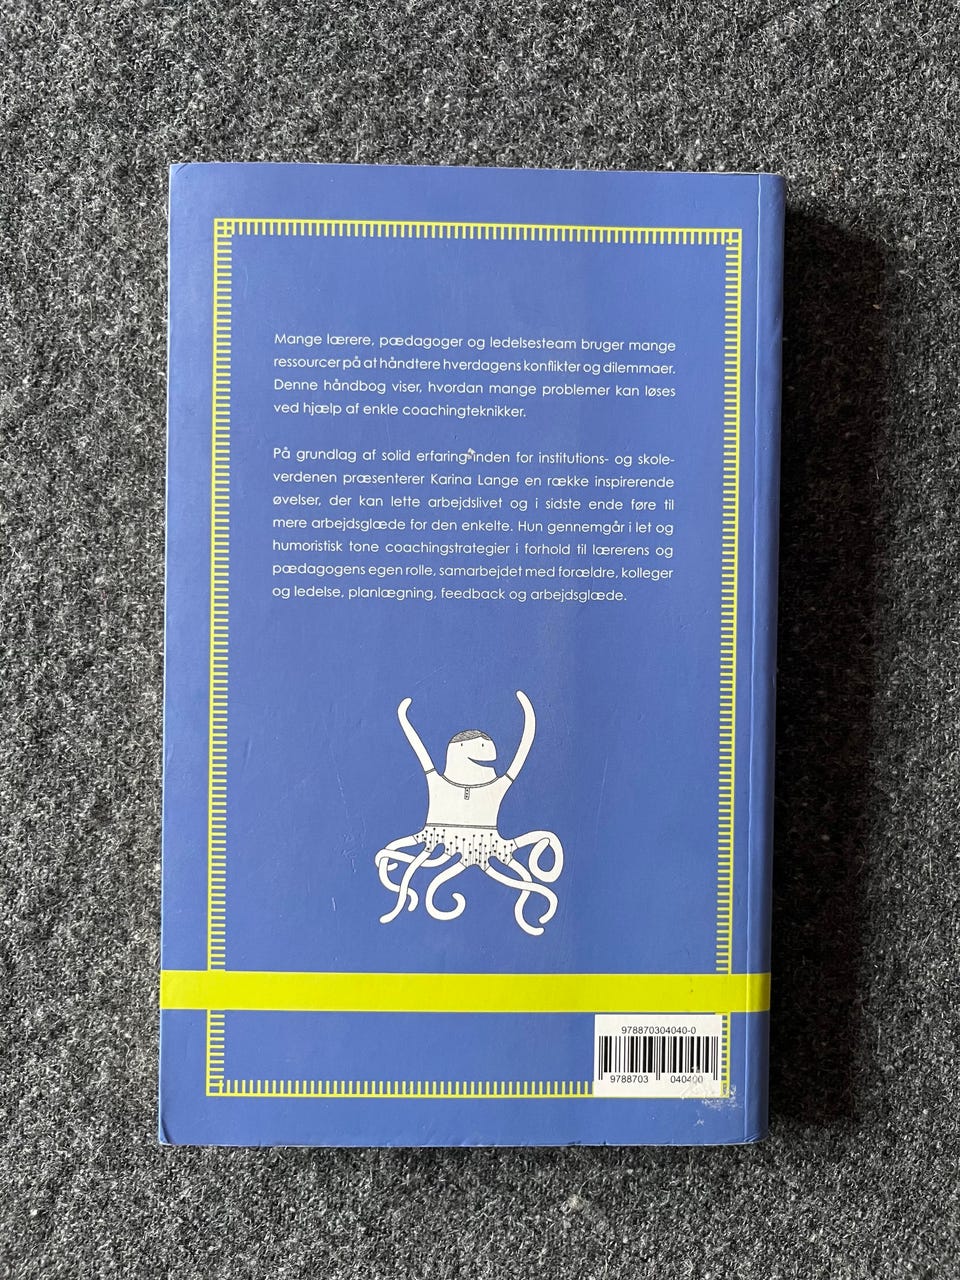 Mange lærere, pædagoger og ledelsesteam bruger mange
ressourcer på at håndtere hverdagens konflikter og dilemmaer.
Denne håndbog viser, hvordan mange problemer kan løses
ved hjælp af enkle coachingteknikker.
På grundlag af solid erfaring inden for institutions- og skole-
verdenen præsenterer Karina Lange en række inspirerende
øvelser, der kan lette arbejdslivet og i sidste ende føre til
mere arbejdsglæde for den enkelte. Hun gennemgår i let og
humoristisk tone coachingstrategier i forhold til lærerens og
pædagogens egen rolle, samarbejdet med forældre, kolleger
og ledelse, planlægning, feedback og arbejdsglæde.
978870304040-0
9788703 040400